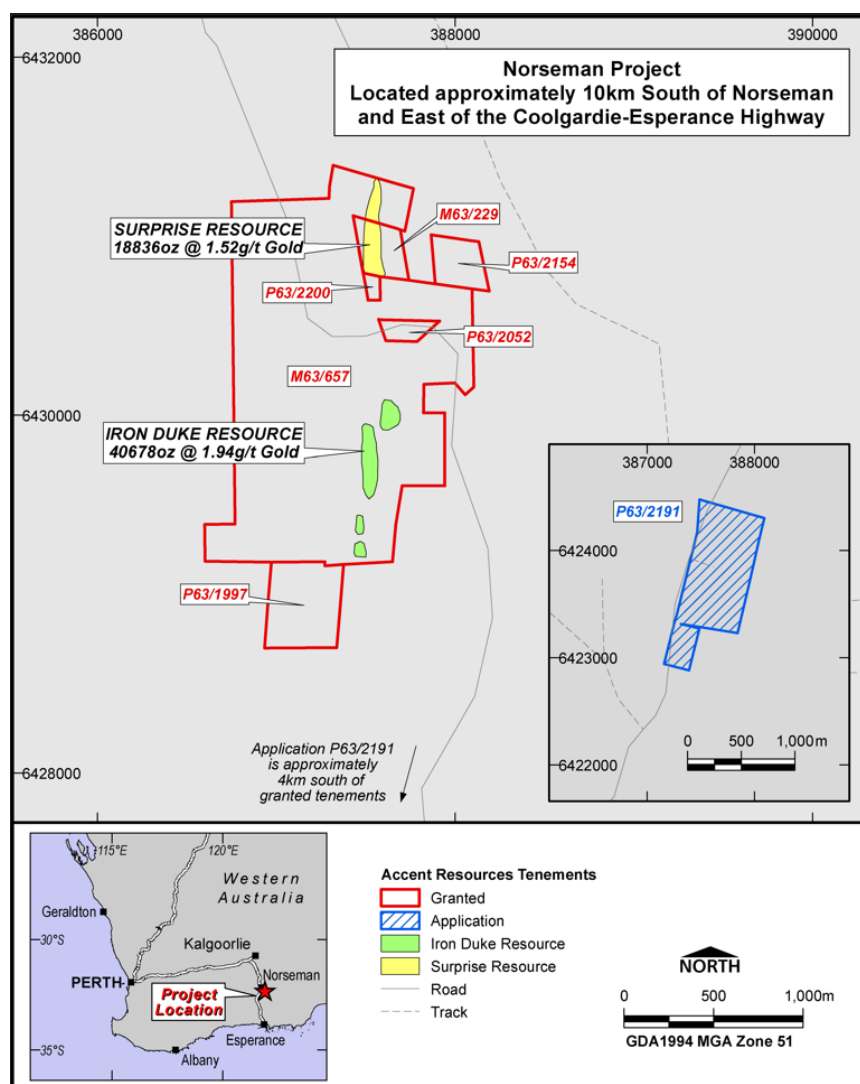 386000
388000
390000
6432000
Norseman Project
Located approximately 10km South of Norseman
and East of the Coolgardie-Esperance Highway
M63/229
SURPRISE RESOURCE
18836oz @ 1.52g/t Gold
P63/2154
P63/2200
P63/2052
M63/657
6430000
IRON DUKE RESOURCE
40678oz @ 1.94g/t Gold
387000
388000
P63/2191
6424000
P63/1997
6423000
Application P63/2191
is approximately
4km south of
granted tenements
0
500
1,000m
6422000
6428000
115°E
120°E
Western
Australia
Geraldton
30°S
Kalgoorlie
Norseman
PERTH
Project
Location
Esperance
35°S
Albany
Accent Resources Tenements
Granted
Application
Iron Duke Resource
Surprise Resource
Road
Track
NORTH
0
500
1,000m
GDA1994 MGA Zone 51